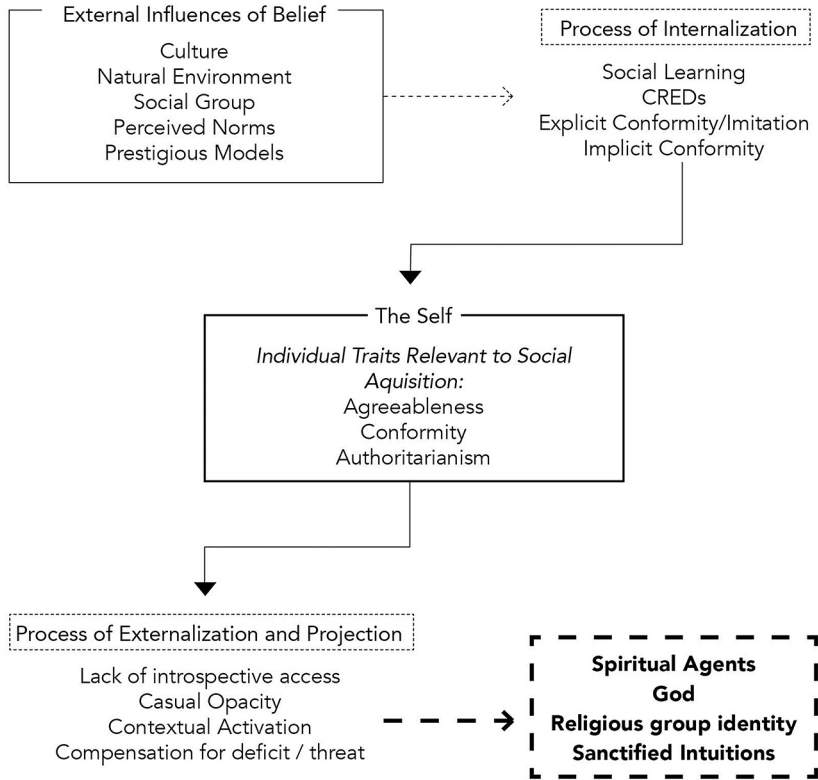 External Influences of Belief
Culture
Natural Environment
Social Group
Perceived Norms
Prestigious Models
Process of Internalization
Social Learning
CREDs
Explicit Conformity/Imitation
Implicit Conformity
The Self
Individual Traits Relevant to Social
Aquisition:
Agreeableness
Conformity
Authoritarianism
Process of Externalization and Projection
Lack of introspective access
Casual Opacity
Contextual Activation
Compensation for deficit / threat
Spiritual Agents
God
Religious group identity
Sanctified Intuitions